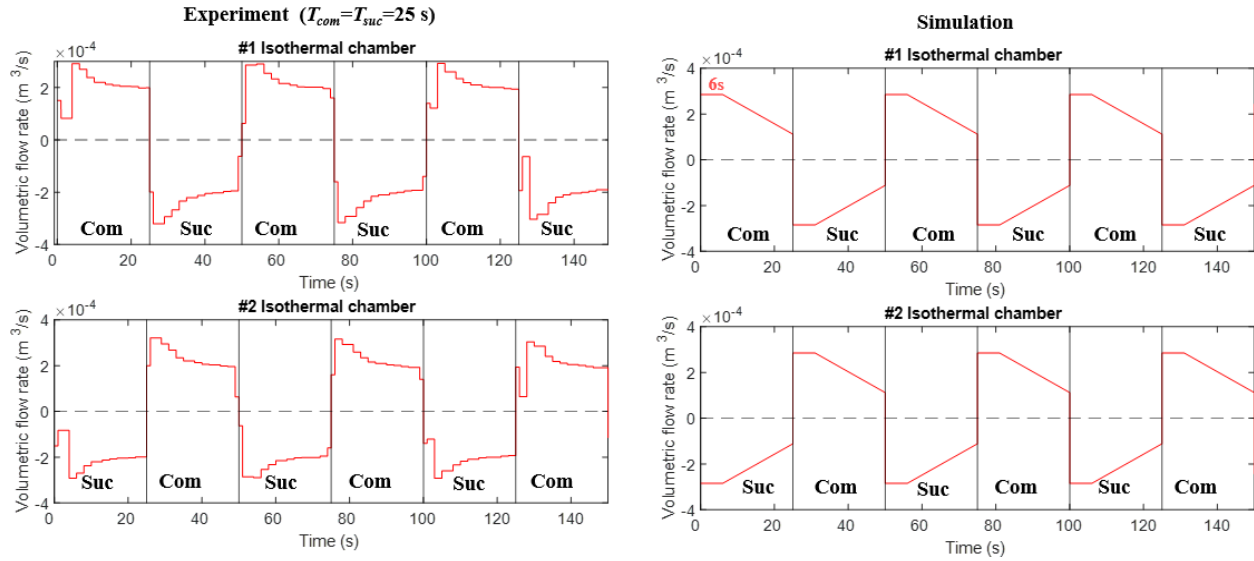 Experiment (T_com=T_suc=25 s)
×10⁻⁴
#1 Isothermal chamber
Volumetric flow rate (m³/s)
2
0
-2
-4
Com
Suc
Com
Suc
Com
Suc
0
20
40
60
80
100
120
140
Time (s)
×10⁻⁴
#2 Isothermal chamber
Volumetric flow rate (m³/s)
4
2
0
-2
-4
Suc
Com
Suc
Com
Suc
Com
0
20
40
60
80
100
120
140
Time (s)
Simulation
×10⁻⁴
#1 Isothermal chamber
Volumetric flow rate (m³/s)
4
2
0
-2
-4
6s
Com
Suc
Com
Suc
Com
Suc
0
20
40
60
80
100
120
140
Time (s)
×10⁻⁴
#2 Isothermal chamber
Volumetric flow rate (m³/s)
4
2
0
-2
-4
Suc
Com
Suc
Com
Suc
Com
0
20
40
60
80
100
120
140
Time (s)